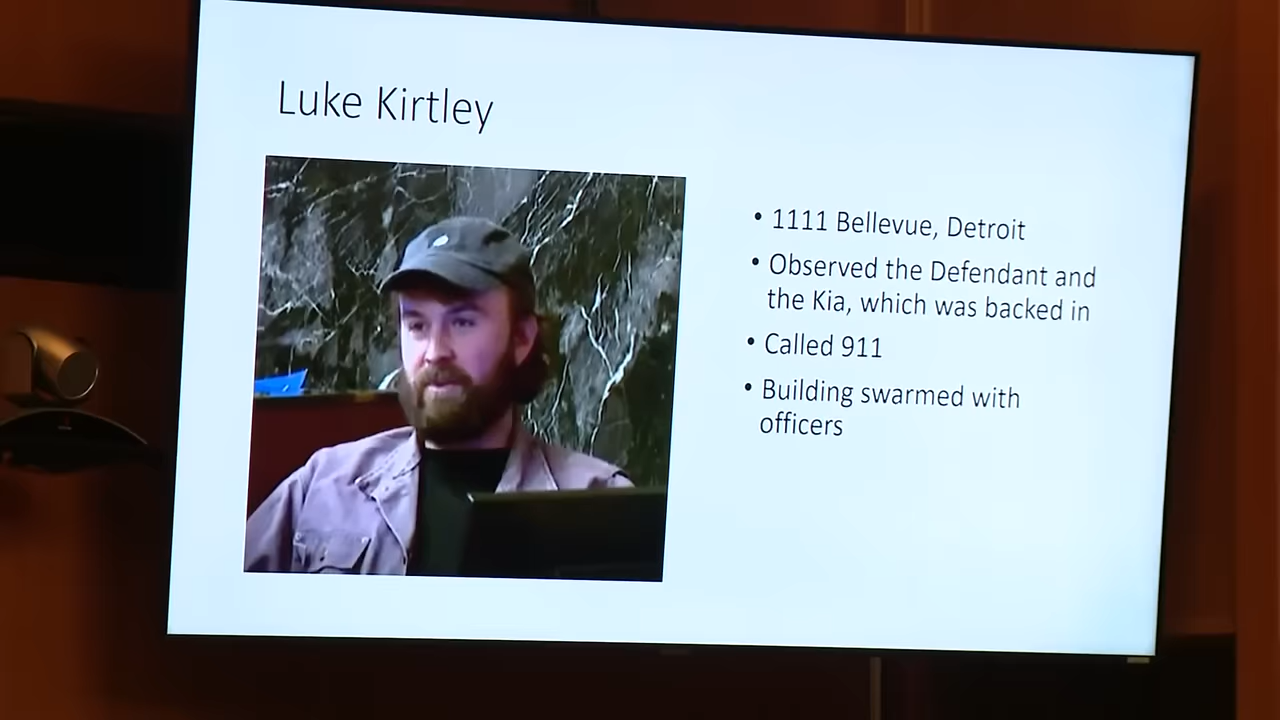 Luke Kirtley
• 1111 Bellevue, Detroit
• Observed the Defendant and
the Kia, which was backed in
• Called 911
• Building swarmed with
officers